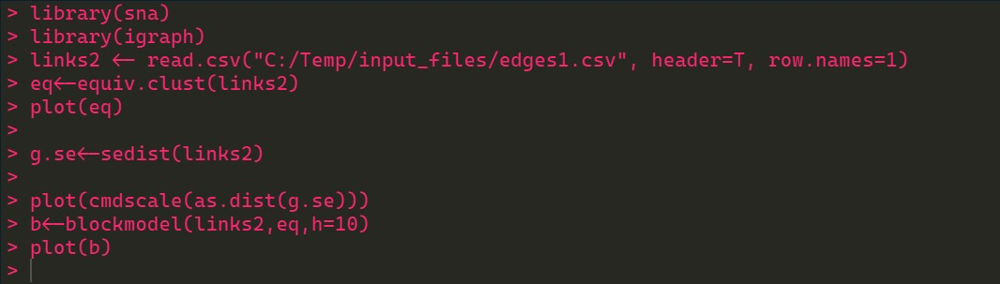 > library(sna)
> library(igraph)
> links2 <- read.csv("C:/Temp/input_files/edges1.csv", header=T, row.names=1)
> eq<-equiv.clust(links2)
> plot(eq)
>
> g.se<-sedist(links2)
>
> plot(cmdscale(as.dist(g.se)))
> b<-blockmodel(links2,eq,h=10)
> plot(b)
>